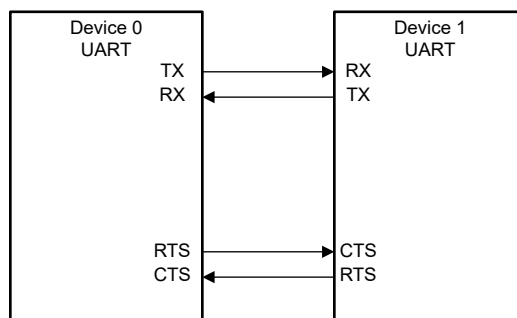 Device 0
UART
Device 1
UART
TX
RX
RX
TX
RTS
CTS
CTS
RTS